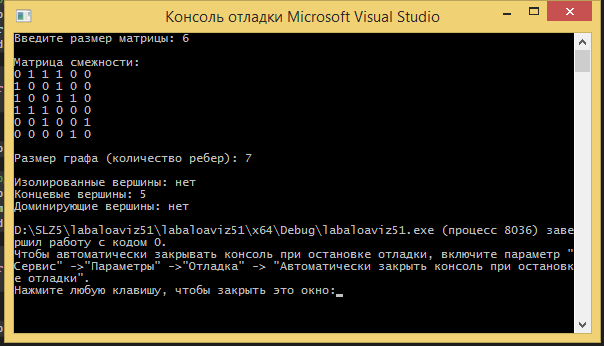 Консоль отладки Microsoft Visual Studio
Введите размер матрицы: 6
Матрица смежности:
0 1 1 1 0 0
1 0 0 1 0 0
1 0 0 1 1 0
1 1 1 0 0 0
0 0 1 0 0 1
0 0 0 0 1 0
Размер графа (количество ребер): 7
Изолированные вершины: нет
Концевые вершины: 5
Доминирующие вершины: нет
D:\SLZ5\labaloaviz51\labaloaviz51\x64\Debug\labaloaviz51.exe (процесс 8036) заве
ршил работу с кодом 0.
Чтобы автоматически закрывать консоль при остановке отладки, включите параметр "
Сервис" ->"Параметры" ->"Отладка" -> "Автоматически закрыть консоль при остановк
е отладки".
Нажмите любую клавишу, чтобы закрыть это окно: